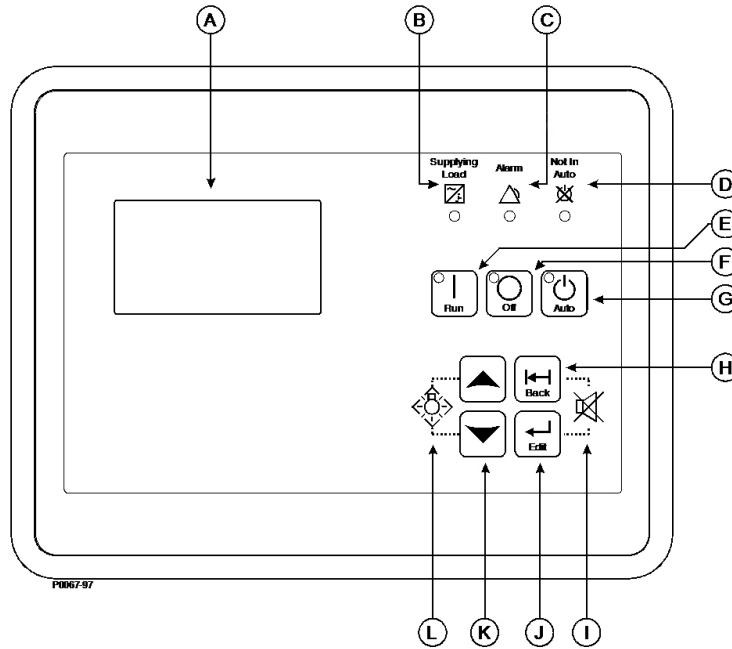 A
B
C
Supplying
Load
Alarm
Not In
Auto
D
E
F
G
Run
Off
Auto
H
Back
Edit
P0067-97
L
K
J
I